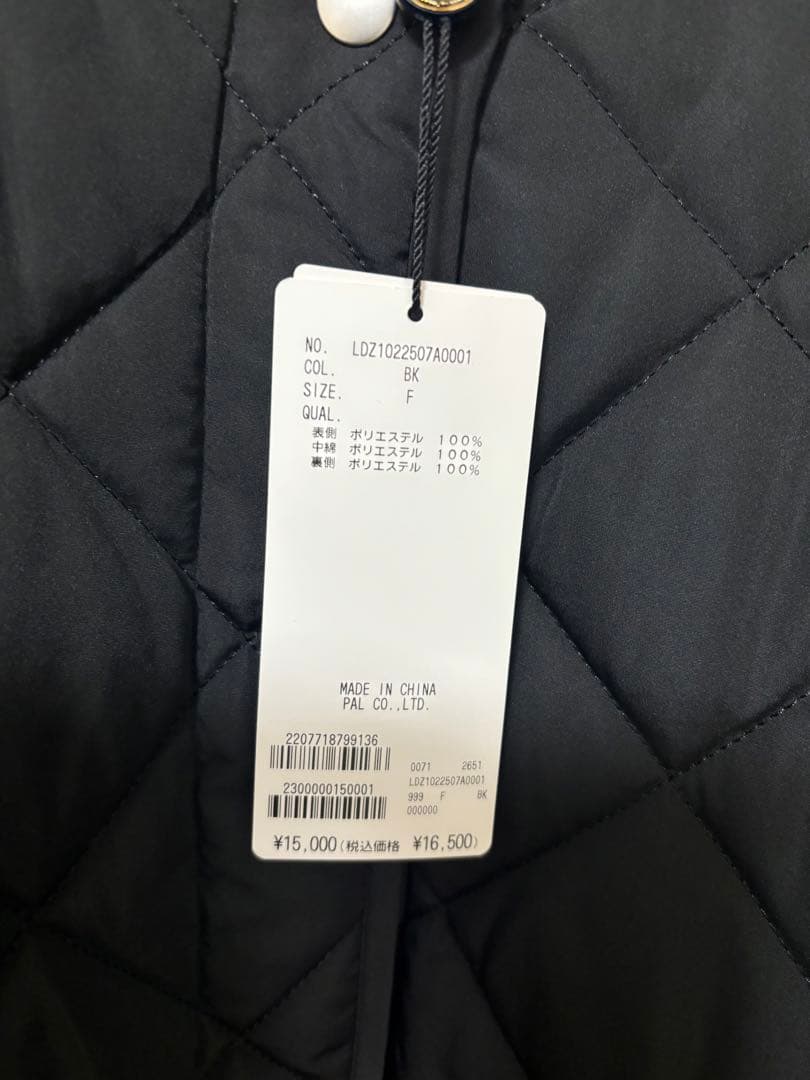 NO. LDZ1022507A0001
COL. BK
SIZE. F
QUAL.
表側 ポリエステル 100%
中綿 ポリエステル 100%
裏側 ポリエステル 100%
MADE IN CHINA
PAL CO.,LTD.
2207718799136
2300000150001
0071 2651
LDZ1022507A0001
999 F BK
000000
¥15,000(税込価格 ¥16,500)